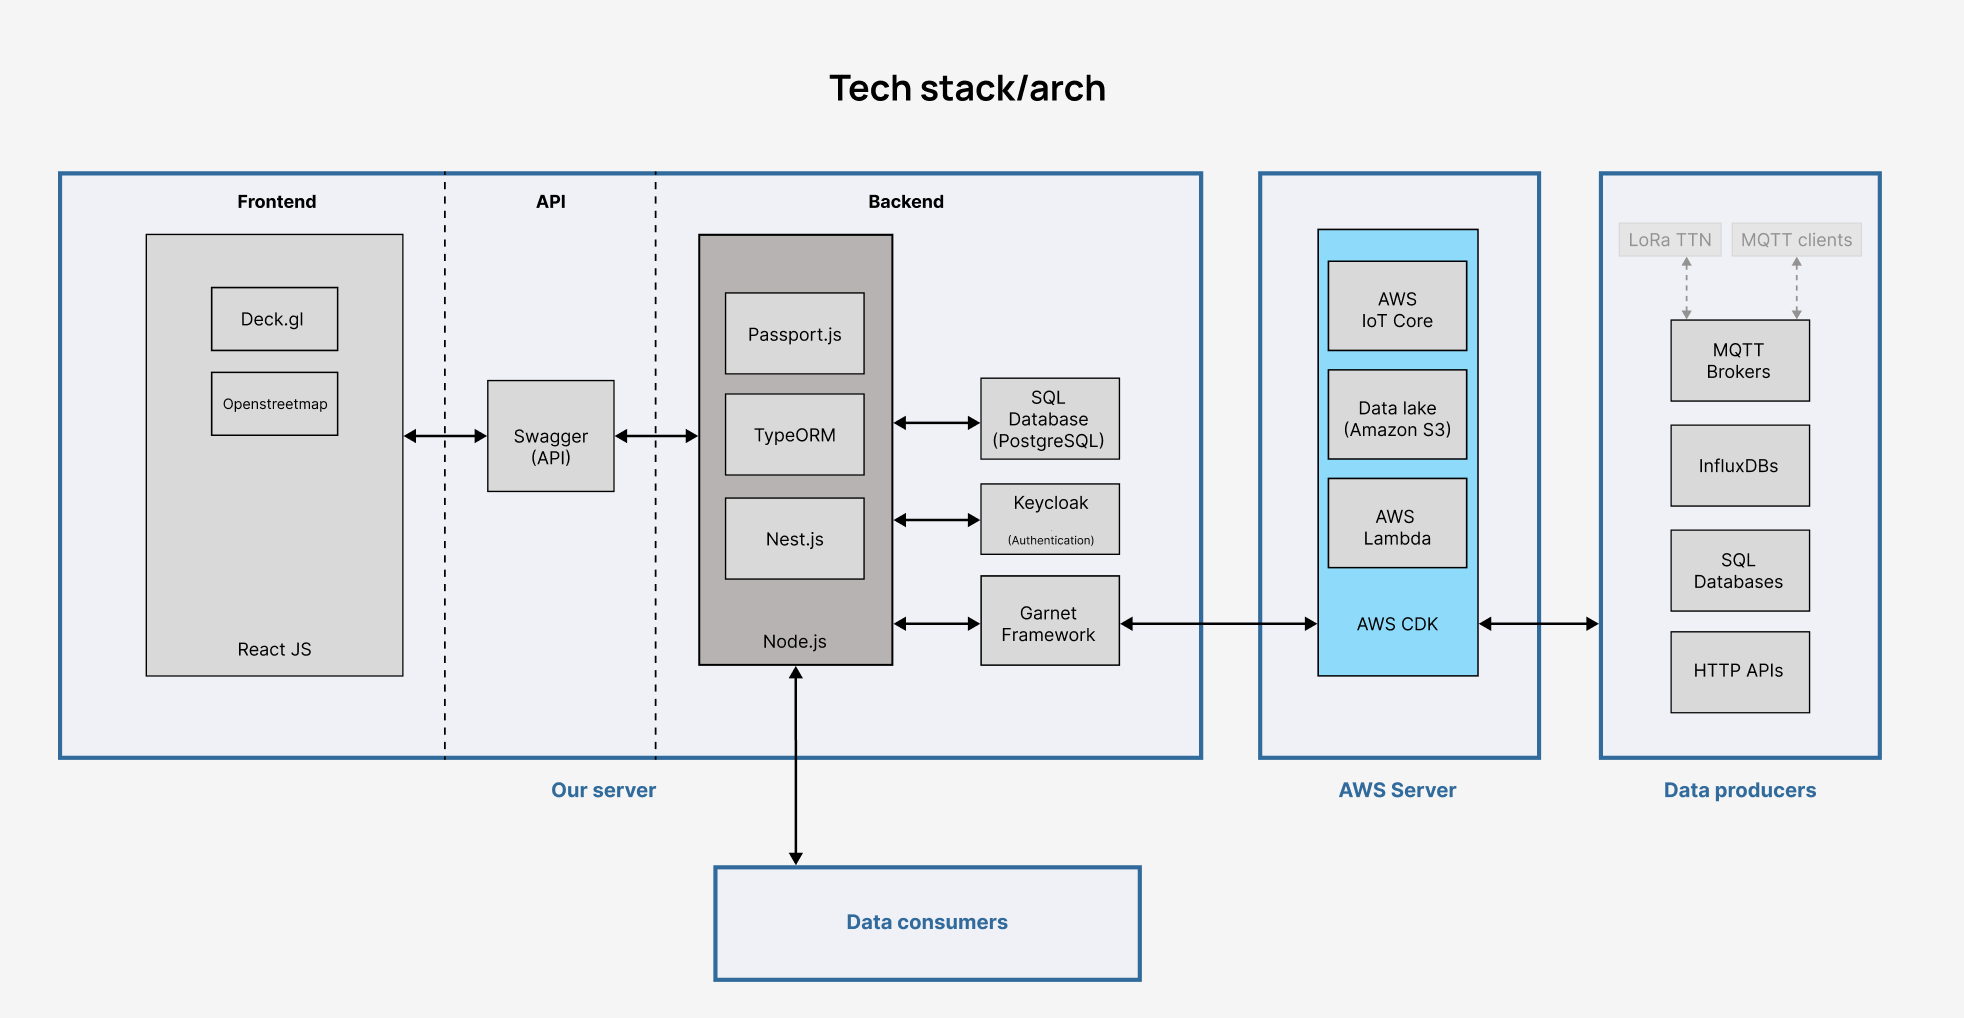 Tech stack/arch
Frontend
API
Backend
Deck.gl
Openstreetmap
React JS
Swagger
(API)
Passport.js
TypeORM
Nest.js
Node.js
SQL
Database
(PostgreSQL)
Keycloak
(Authentication)
Garnet
Framework
AWS
IoT Core
Data lake
(Amazon S3)
AWS
Lambda
AWS CDK
LoRa TTN
MQTT clients
MQTT
Brokers
InfluxDBs
SQL
Databases
HTTP APIs
Our server
AWS Server
Data producers
Data consumers